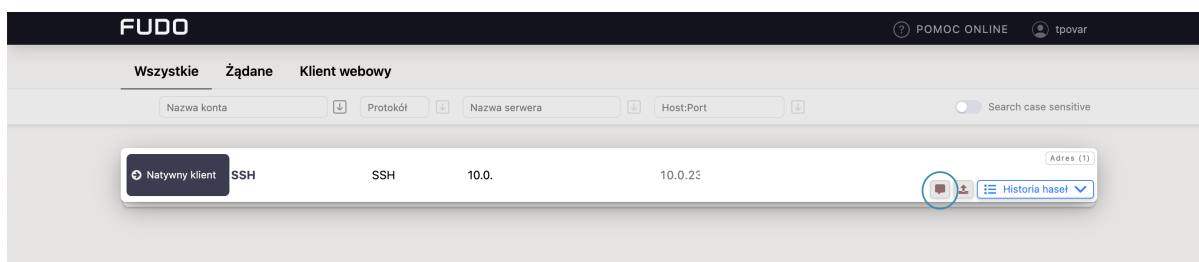 FUDO
POMOC ONLINE tpovar
Wszystkie Żądane Klient webowy
Nazwa konta Protokół Nazwa serwera Host:Port Search case sensitive
Adres (1)
Natywny klient SSH SSH 10.0. 10.0.23
Historia haseł